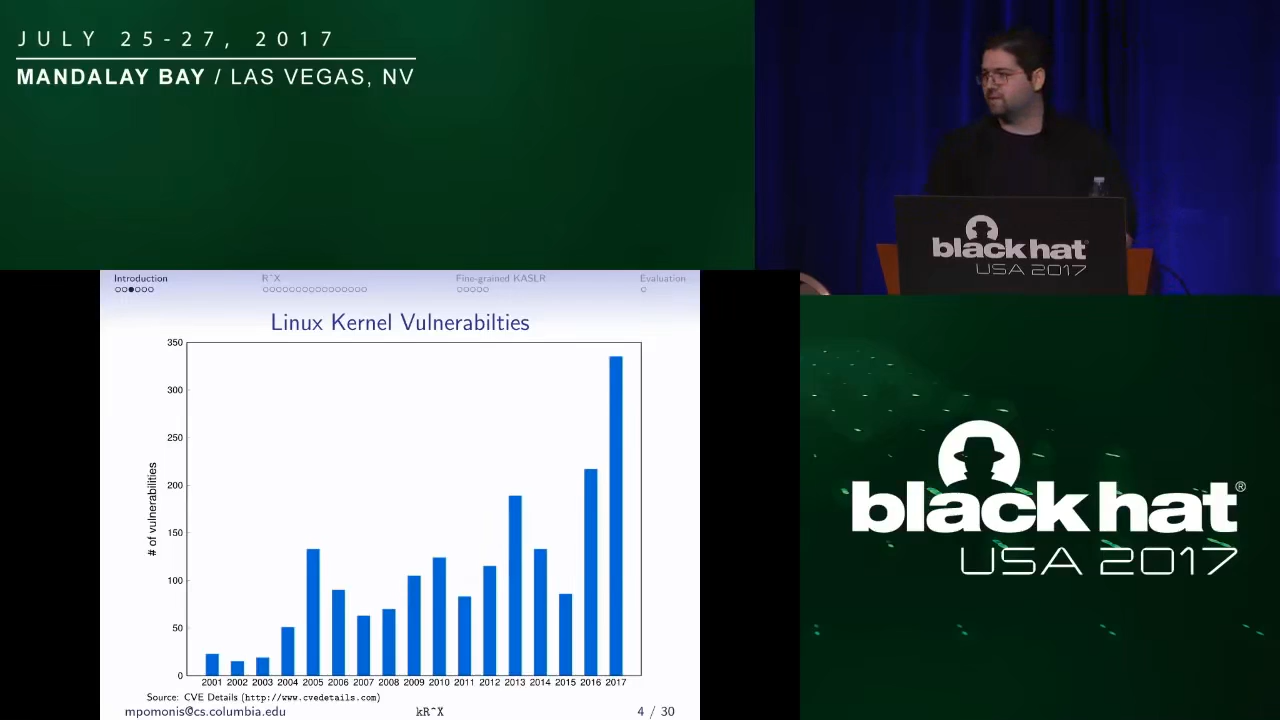 JULY 25-27, 2017
MANDALAY BAY / LAS VEGAS, NV
black hat
USA 2017
Introduction
R^X
Fine-grained KASLR
Evaluation
Linux Kernel Vulnerabilties
# of vulnerabilities
350
300
250
200
150
100
50
0
2001 2002 2003 2004 2005 2006 2007 2008 2009 2010 2011 2012 2013 2014 2015 2016 2017
Source: CVE Details (http://www.cvedetails.com)
mpomonis@cs.columbia.edu
kR^X
4 / 30
black hat®
USA 2017